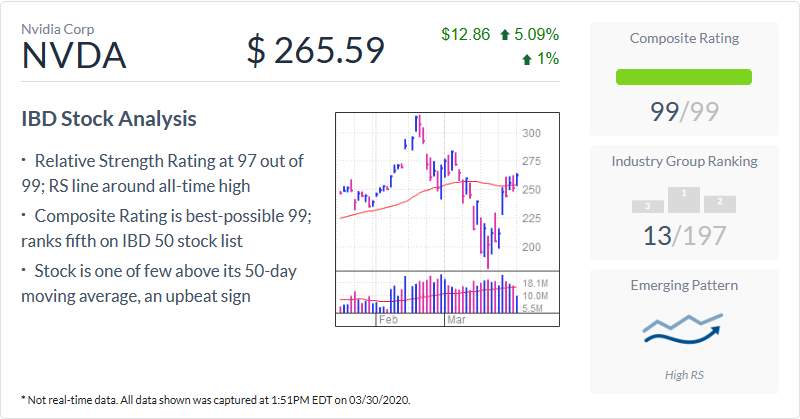 Nvidia Corp
NVDA
$ 265.59
$12.86 5.09%
1%
IBD Stock Analysis
· Relative Strength Rating at 97 out of
99; RS line around all-time high
· Composite Rating is best-possible 99;
ranks fifth on IBD 50 stock list
· Stock is one of few above its 50-day
moving average, an upbeat sign
300
275
250
225
200
18.1M
10.0M
5.5M
Feb Mar
Composite Rating
99/99
Industry Group Ranking
3 1 2
13/197
Emerging Pattern
High RS
* Not real-time data. All data shown was captured at 1:51PM EDT on 03/30/2020.